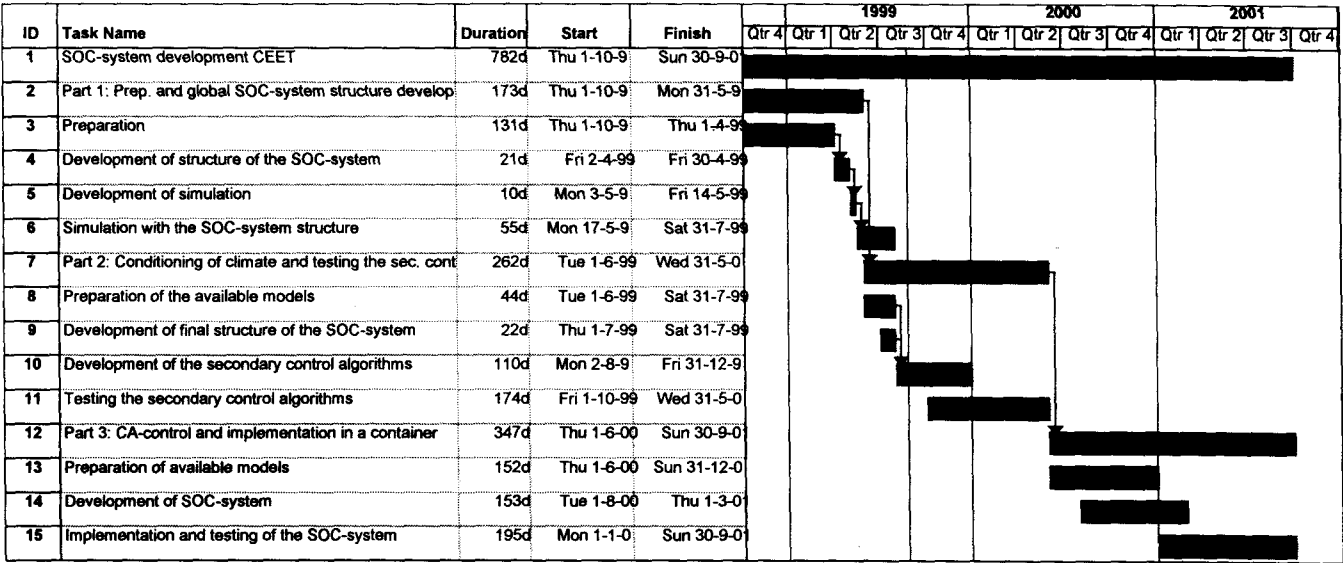 1999 2000 2001
ID Task Name Duration Start Finish Qtr 4 Qtr 1 Qtr 2 Qtr 3 Qtr 4 Qtr 1 Qtr 2 Qtr 3 Qtr 4 Qtr 1 Qtr 2 Qtr 3 Qtr 4
1 SOC-system development CEET 782d Thu 1-10-9 Sun 30-9-01
2 Part 1: Prep. and global SOC-system structure develop 173d Thu 1-10-9 Mon 31-5-9
3 Preparation 131d Thu 1-10-9 Thu 1-4-99
4 Development of structure of the SOC-system 21d Fri 2-4-99 Fri 30-4-99
5 Development of simulation 10d Mon 3-5-9 Fri 14-5-99
6 Simulation with the SOC-system structure 55d Mon 17-5-9 Sat 31-7-99
7 Part 2: Conditioning of climate and testing the sec. cont 262d Tue 1-6-99 Wed 31-5-0
8 Preparation of the available models 44d Tue 1-6-99 Sat 31-7-99
9 Development of final structure of the SOC-system 22d Thu 1-7-99 Sat 31-7-99
10 Development of the secondary control algorithms 110d Mon 2-8-9 Fri 31-12-9
11 Testing the secondary control algorithms 174d Fri 1-10-99 Wed 31-5-0
12 Part 3: CA-control and implementation in a container 347d Thu 1-6-00 Sun 30-9-01
13 Preparation of available models 152d Thu 1-6-00 Sun 31-12-0
14 Development of SOC-system 153d Tue 1-8-00 Thu 1-3-01
15 Implementation and testing of the SOC-system 195d Mon 1-1-0 Sun 30-9-01